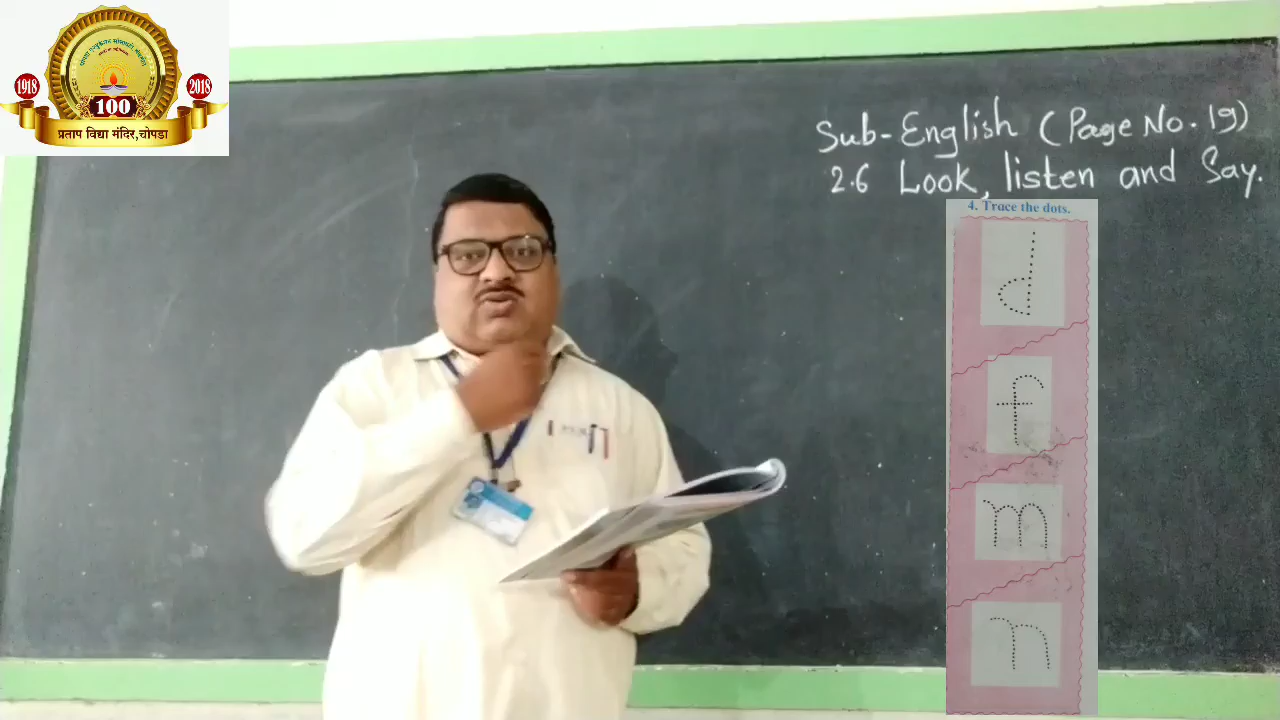 1918
2018
100
प्रताप विद्या मंदिर,चोपडा
Sub-English (Page No. 19)
2.6 Look, listen and Say.
4. Trace the dots.
d
f
m
n